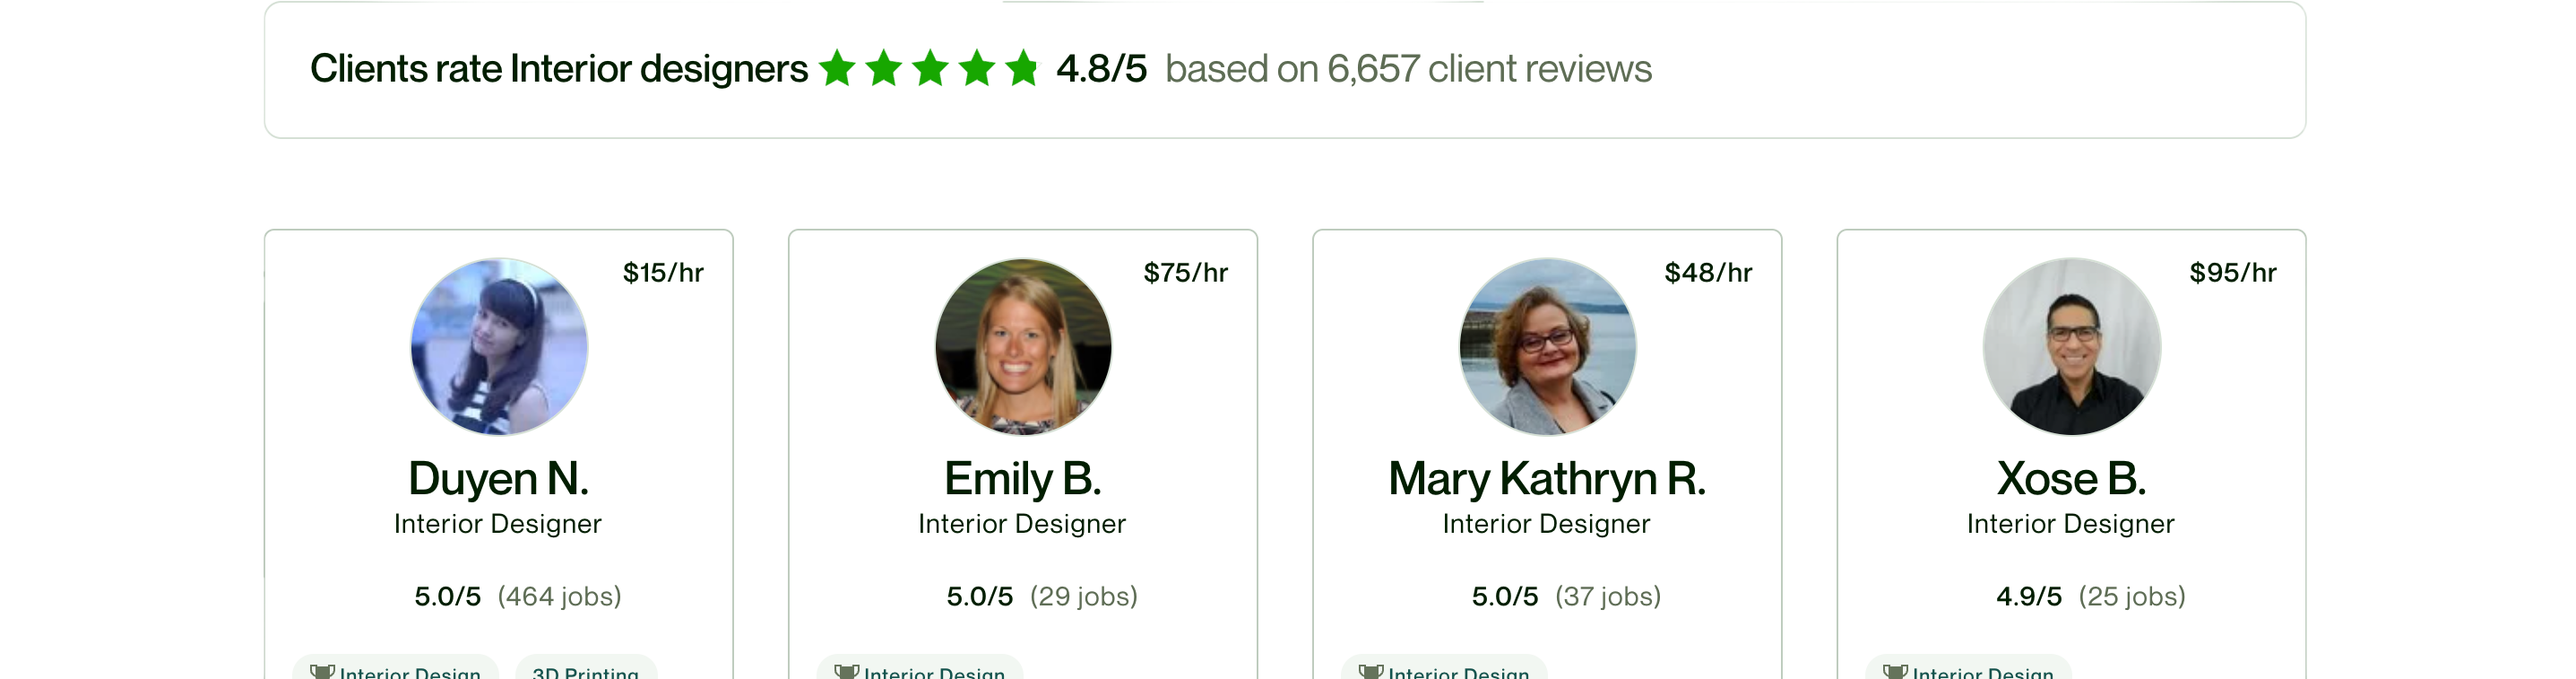 Clients rate Interior designers 4.8/5 based on 6,657 client reviews
$15/hr
Duyen N.
Interior Designer
5.0/5 (464 jobs)
Interior Design 3D Printing
$75/hr
Emily B.
Interior Designer
5.0/5 (29 jobs)
Interior Design
$48/hr
Mary Kathryn R.
Interior Designer
5.0/5 (37 jobs)
Interior Design
$95/hr
Xose B.
Interior Designer
4.9/5 (25 jobs)
Interior Design